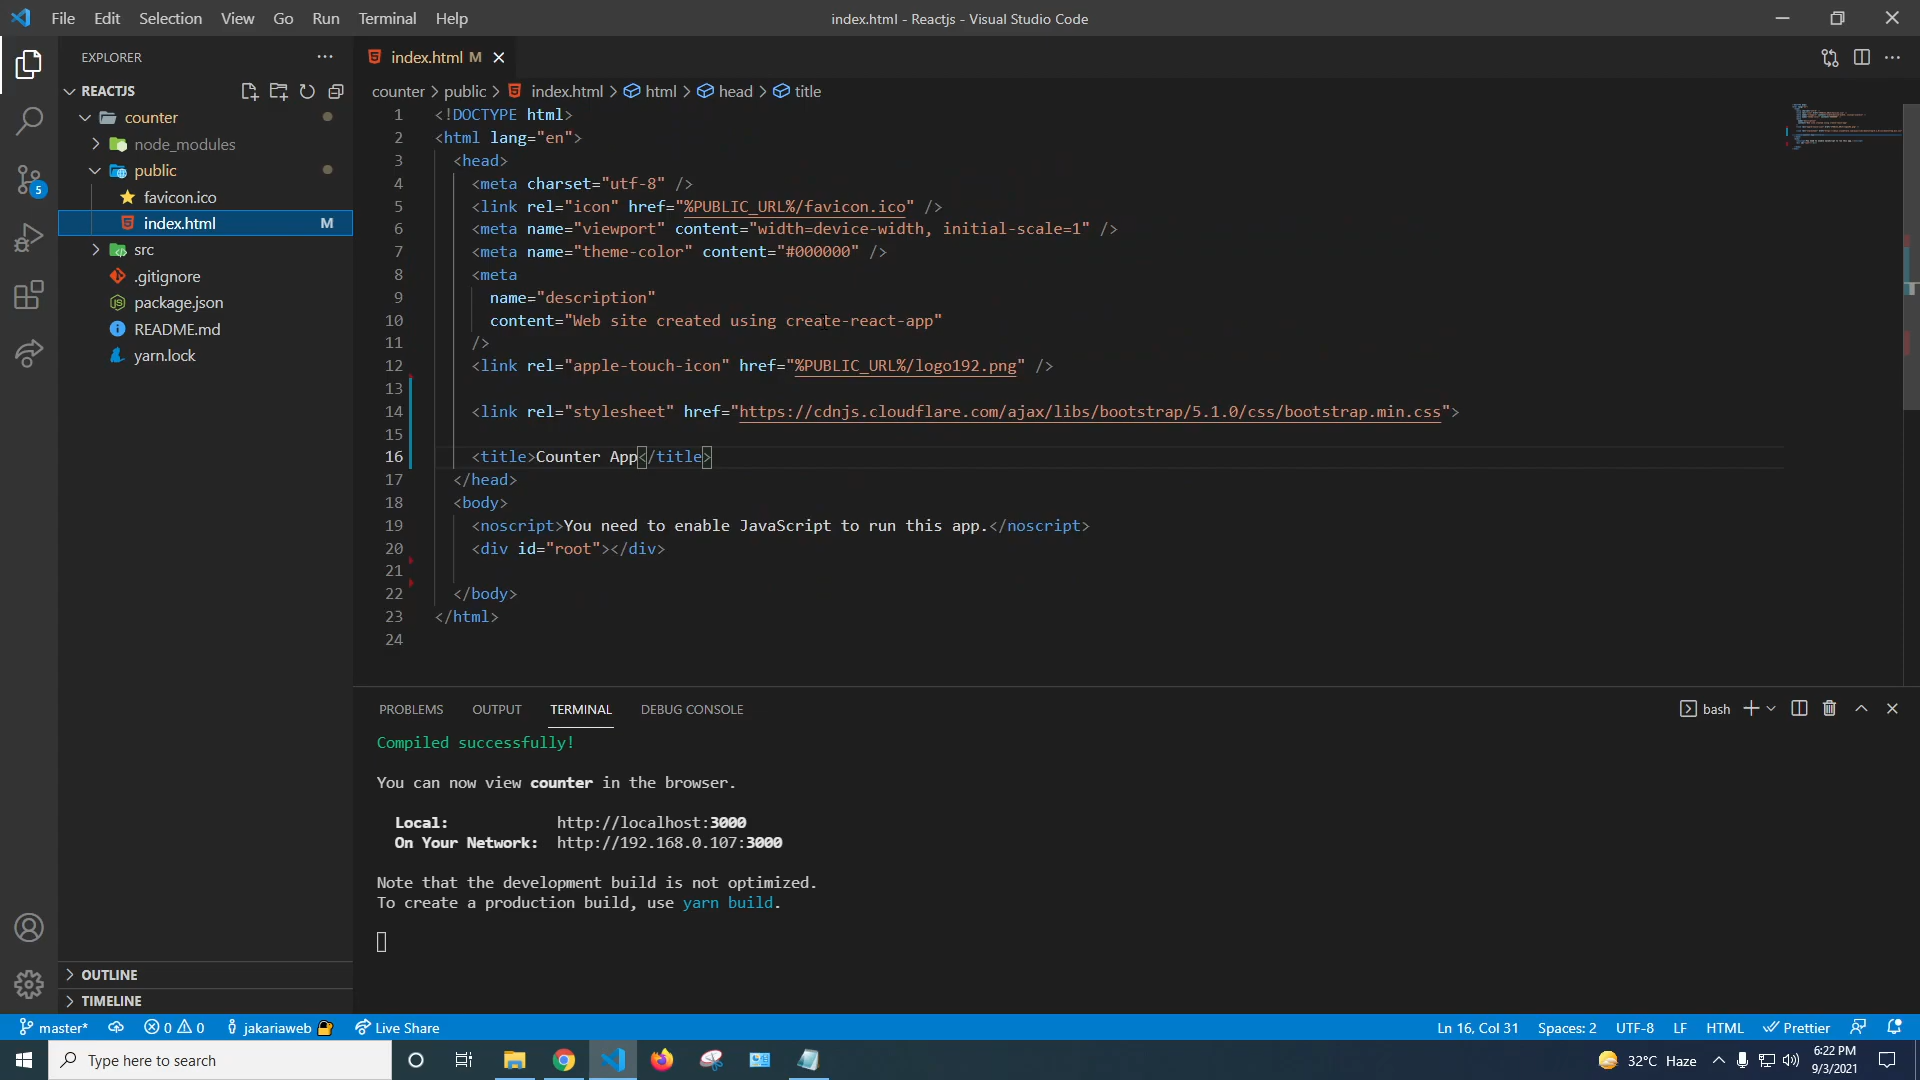 File Edit Selection View Go Run Terminal Help
index.html - Reactjs - Visual Studio Code
EXPLORER
REACTJS
counter
node_modules
public
favicon.ico
index.html M
src
.gitignore
package.json
README.md
yarn.lock
OUTLINE
TIMELINE
5
index.html M
counter > public > index.html > html > head > title
1 <!DOCTYPE html>
2 <html lang="en">
3 <head>
4 <meta charset="utf-8" />
5 <link rel="icon" href="%PUBLIC_URL%/favicon.ico" />
6 <meta name="viewport" content="width=device-width, initial-scale=1" />
7 <meta name="theme-color" content="#000000" />
8 <meta
9 name="description"
10 content="Web site created using create-react-app"
11 />
12 <link rel="apple-touch-icon" href="%PUBLIC_URL%/logo192.png" />
13
14 <link rel="stylesheet" href="https://cdnjs.cloudflare.com/ajax/libs/bootstrap/5.1.0/css/bootstrap.min.css">
15
16 <title>Counter App</title>
17 </head>
18 <body>
19 <noscript>You need to enable JavaScript to run this app.</noscript>
20 <div id="root"></div>
21
22 </body>
23 </html>
24
PROBLEMS OUTPUT TERMINAL DEBUG CONSOLE
bash
Compiled successfully!
You can now view counter in the browser.
Local: http://localhost:3000
On Your Network: http://192.168.0.107:3000
Note that the development build is not optimized.
To create a production build, use yarn build.
master* 0 0 jakariaweb Live Share
Ln 16, Col 31 Spaces: 2 UTF-8 LF HTML Prettier
Type here to search
32°C Haze
6:22 PM
9/3/2021